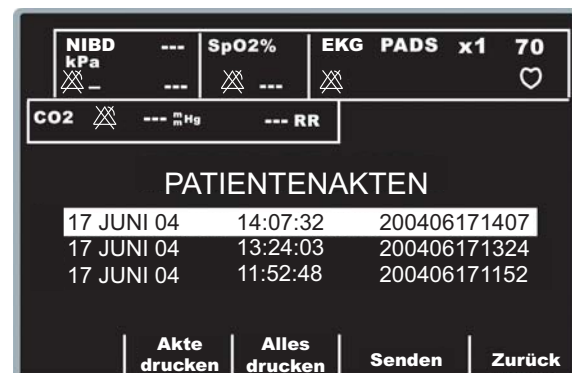 NIBD --- SpO2% EKG PADS x1 70
kPa
– --- ---
CO2 --- mmHg --- RR
PATIENTENAKTEN
17 JUNI 04 14:07:32 200406171407
17 JUNI 04 13:24:03 200406171324
17 JUNI 04 11:52:48 200406171152
Akte drucken Alles drucken Senden Zurück